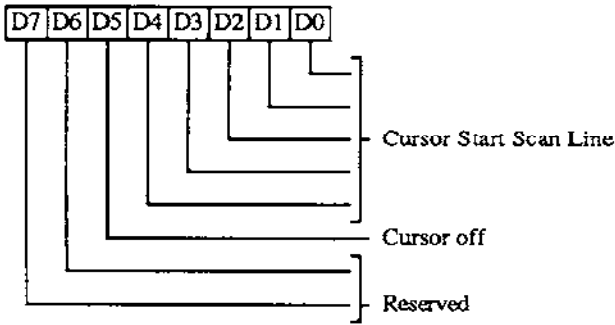 D7 D6 D5 D4 D3 D2 D1 D0
Cursor Start Scan Line
Cursor off
Reserved